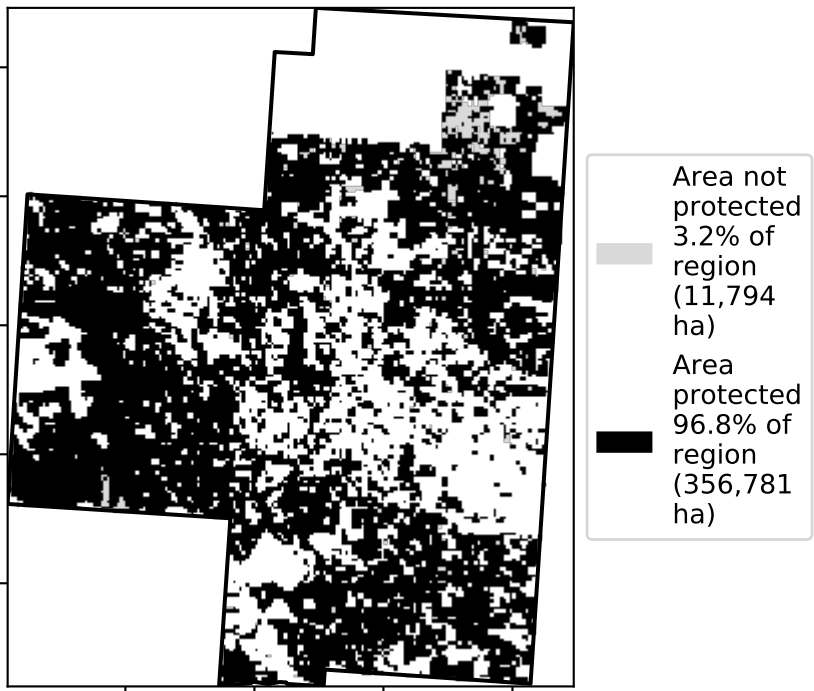 Area not
protected
3.2% of
region
(11,794
ha)
Area
protected
96.8% of
region
(356,781
ha)